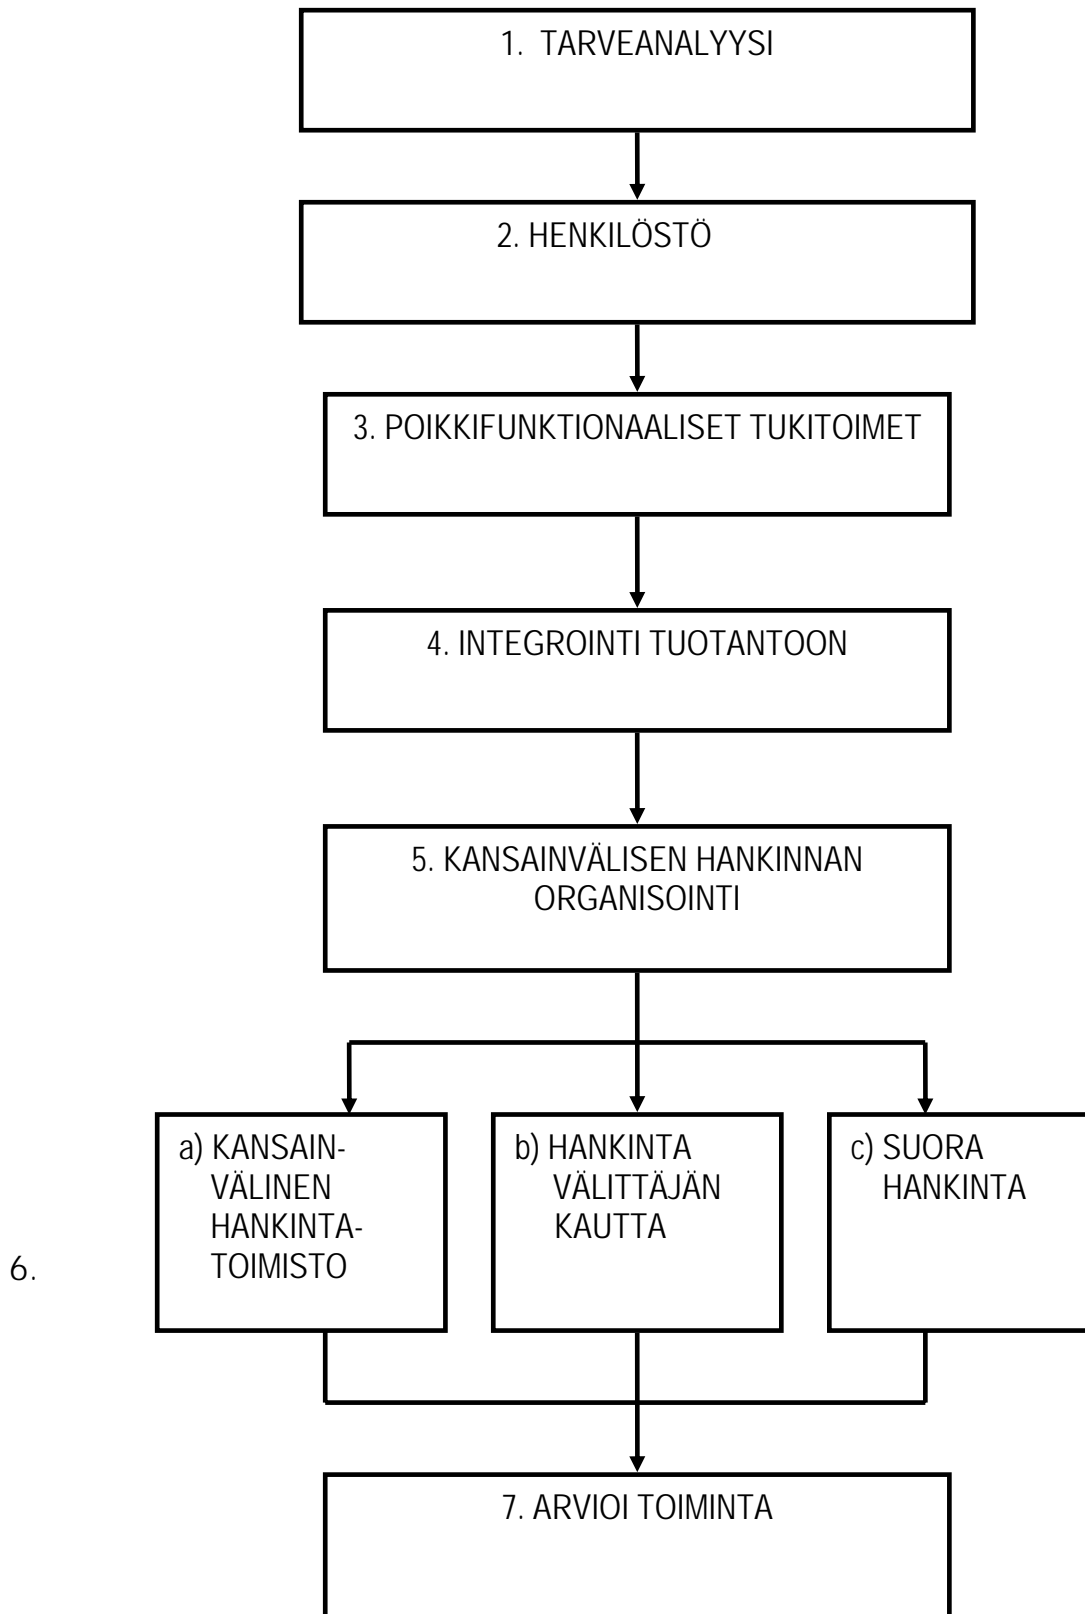 1. TARVEANALYYSI
2. HENKILÖSTÖ
3. POIKKIFUNKTIONAALISET TUKITOIMET
4. INTEGROINTI TUOTANTOON
5. KANSAINVÄLISEN HANKINNAN
ORGANISOINTI
6.
a) KANSAIN-
VÄLINEN
HANKINTA-
TOIMISTO
b) HANKINTA
VÄLITTÄJÄN
KAUTTA
c) SUORA
HANKINTA
7. ARVIOI TOIMINTA